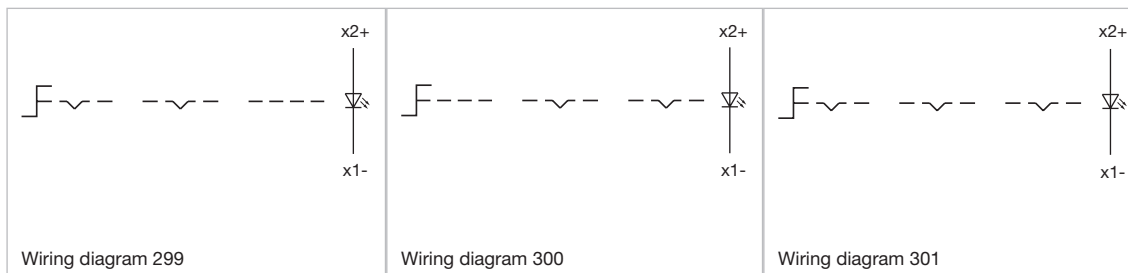 x2+
x2+
x2+
x1-
x1-
x1-
Wiring diagram 299
Wiring diagram 300
Wiring diagram 301